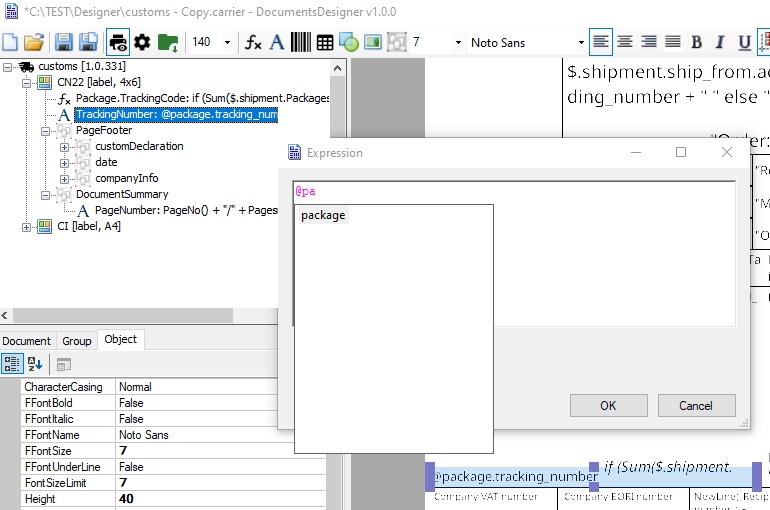 *C:\TEST\Designer\customs - Copy.carrier - DocumentsDesigner v1.0.0
140
fx A
7
Noto Sans
B I U
customs [1.0.331]
CN22 [label, 4x6]
fx Package.TrackingCode: if (Sum($.shipment.Packages
A TrackingNumber: @package.tracking_num
PageFooter
customDeclaration
date
companyInfo
DocumentSummary
A PageNumber: PageNo() + "/" + Pages
CI [label, A4]
$.shipment.ship_from.ad
ding_number + " " else "
"Order:
"Re
"M
"O
Ta
Expression
@pa
package
OK
Cancel
Document
Group
Object
CharacterCasing Normal
FFontBold False
FFontItalic False
FFontName Noto Sans
FFontSize 7
FFontUnderLine False
FontSizeLimit 7
Height 40
if (Sum($.shipment.
@package.tracking_number
Company VAT number
Company EORI number
NewLine; Recip